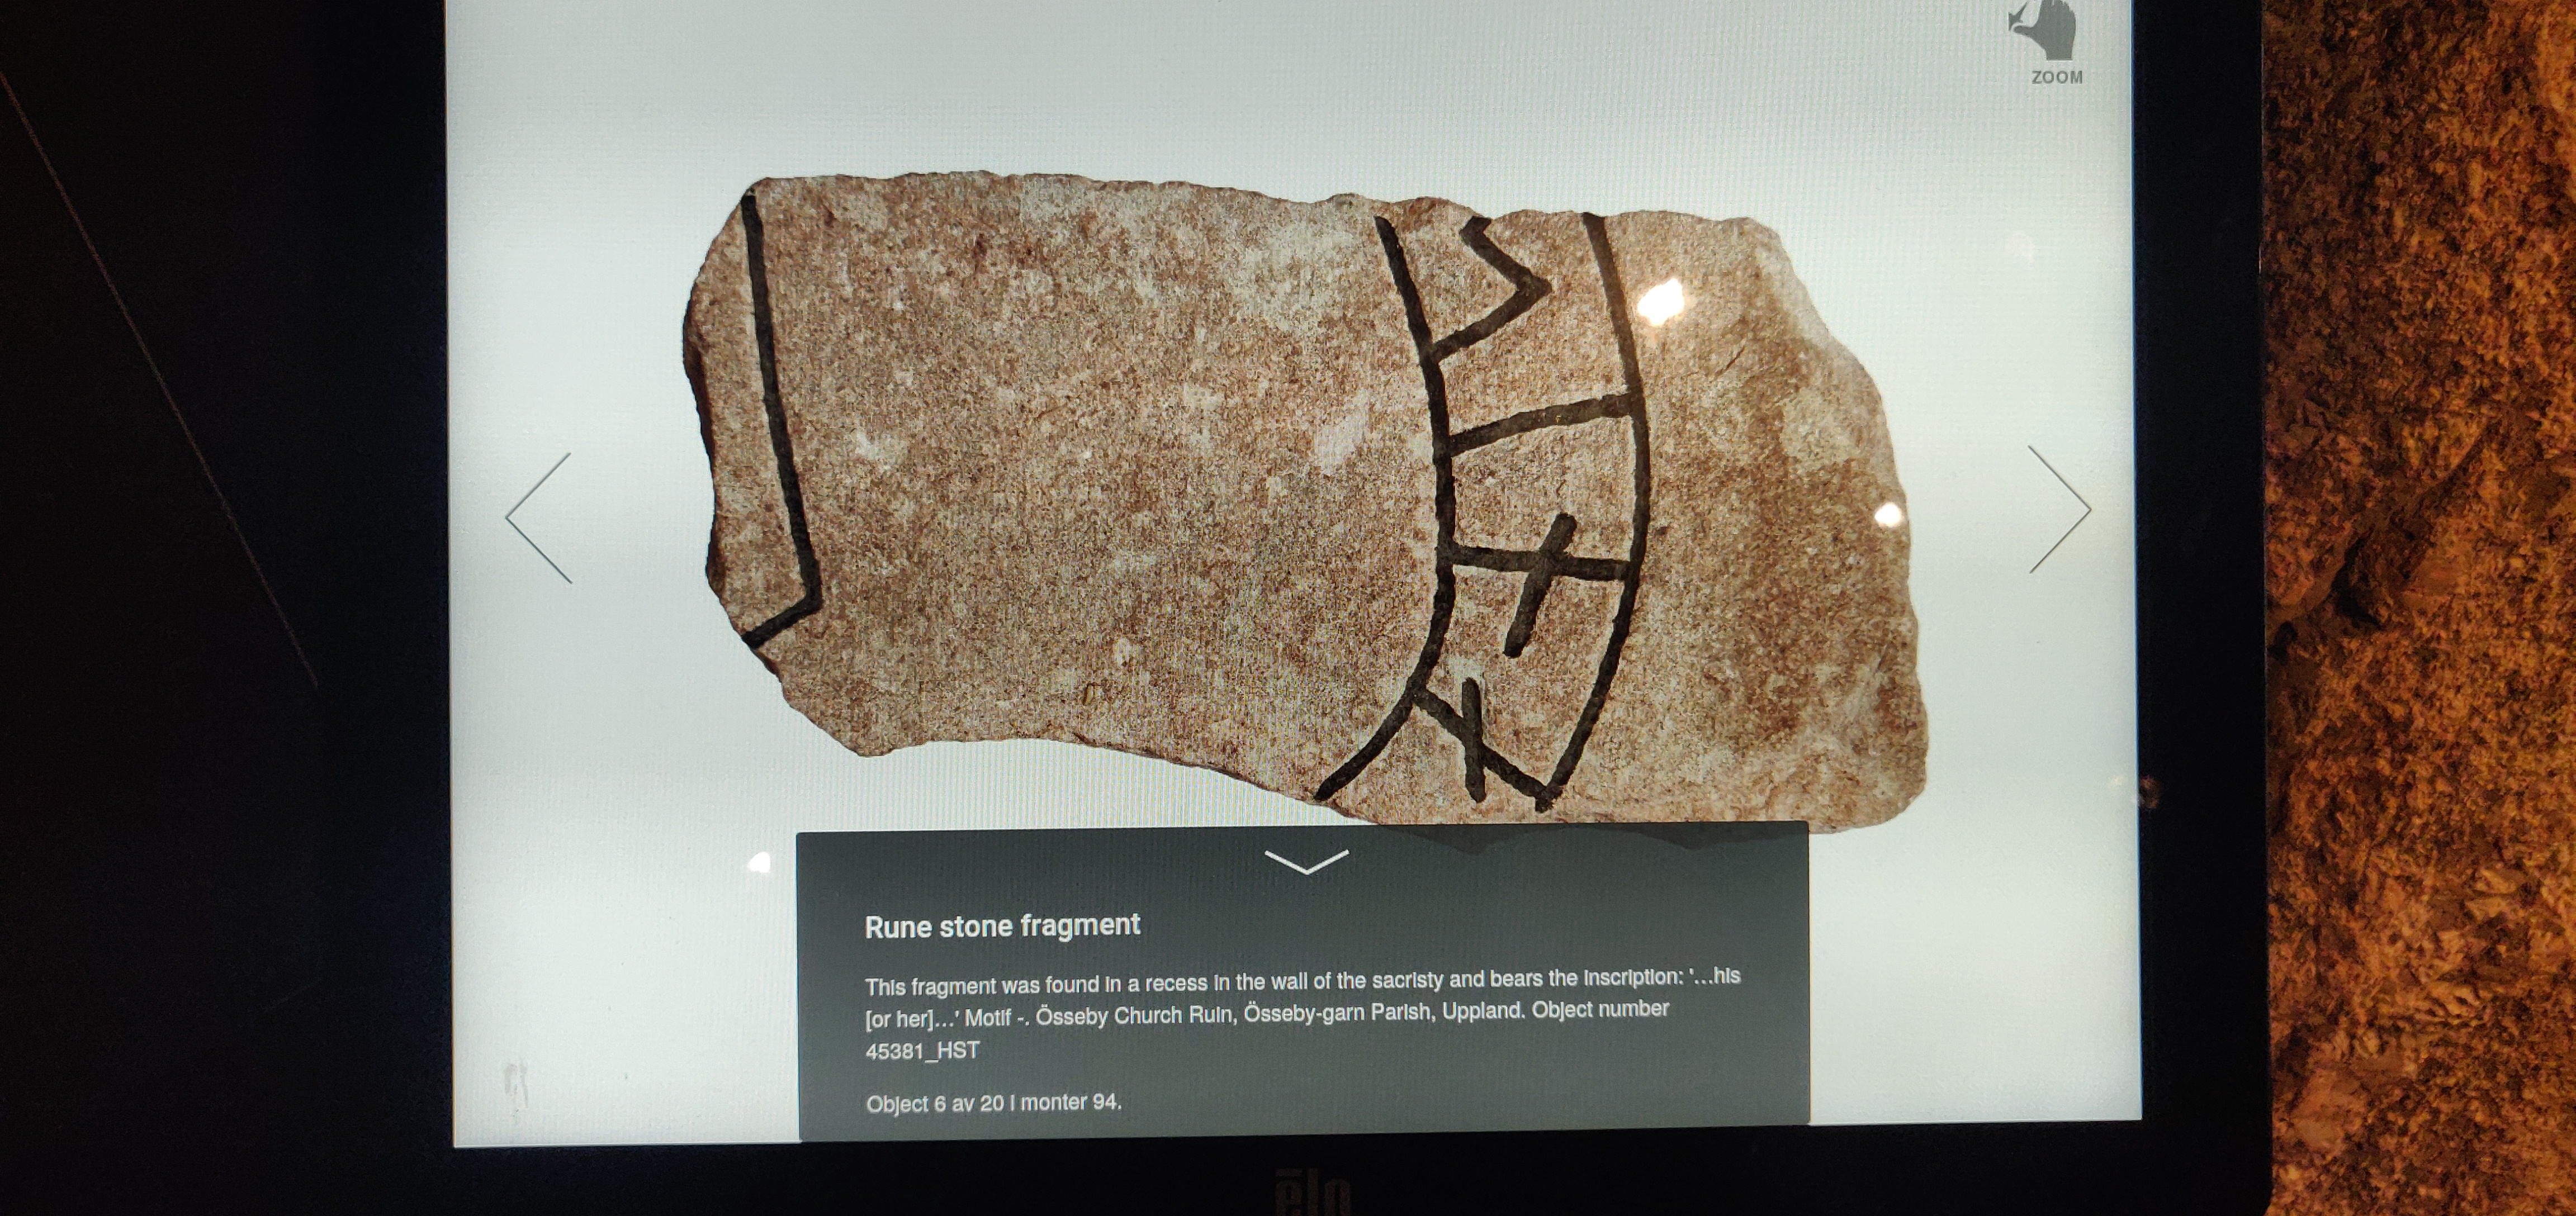 ZOOM
ᛋᛁᚾᛅ
Rune stone fragment
This fragment was found in a recess in the wall of the sacristy and bears the inscription: '...his
[or her]...' Motif -. Össeby Church Ruin, Össeby-garn Parish, Uppland. Object number
45381_HST
Object 6 av 20 i monter 94.
elo